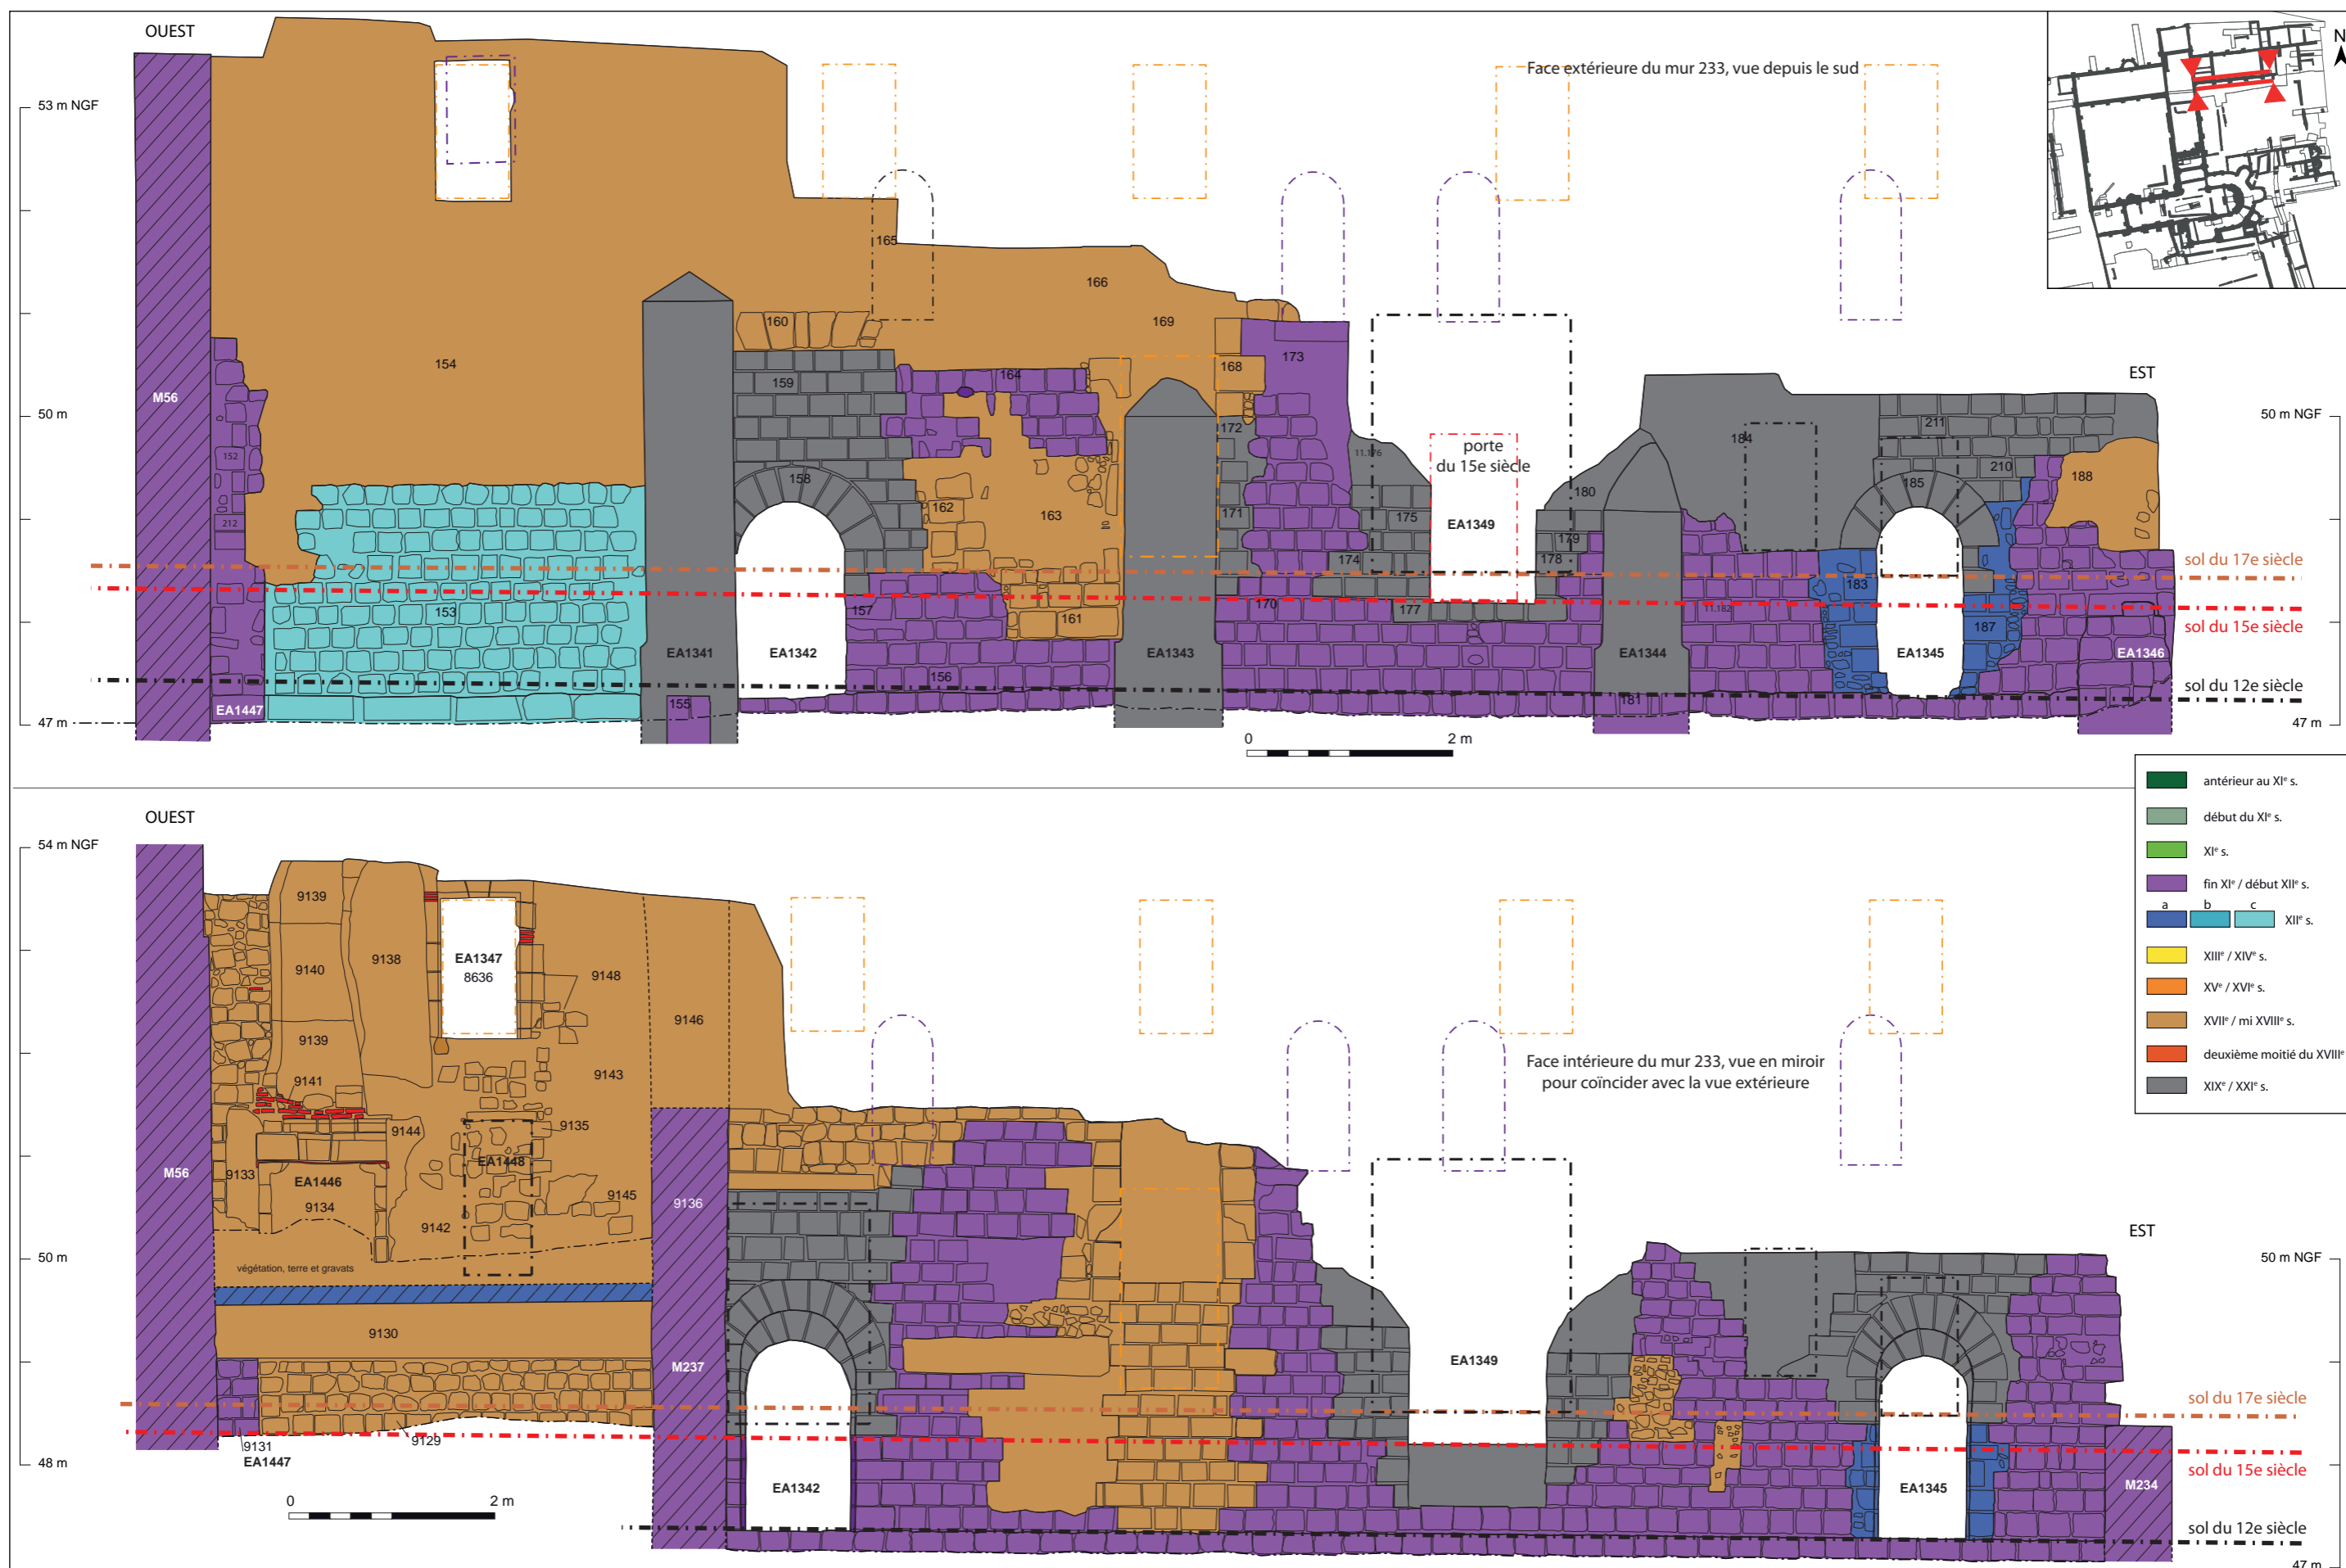 OUEST
Face extérieure du mur 233, vue depuis le sud
N
53 m NGF
165
166
160
169
154
159
164
168
173
M56
50 m
EST
50 m NGF
172
184
211
porte
du 15e siècle
152
11.176
158
210
188
185
180
162
163
171
175
EA1349
212
179
174
178
sol du 17e siècle
153
157
161
170
177
11.182
183
187
sol du 15e siècle
EA1341
EA1342
EA1343
EA1344
EA1345
EA1346
156
sol du 12e siècle
EA1447
155
181
47 m
47 m
0 2 m
antérieur au XIe s.
début du XIe s.
XIe s.
fin XIe / début XIIe s.
a b c
XIIe s.
XIIIe / XIVe s.
XVe / XVIe s.
XVIIe / mi XVIIIe s.
deuxième moitié du XVIIIe
XIXe / XXIe s.
OUEST
54 m NGF
9139
9140
9138
EA1347
8636
9148
9146
9139
9141
9143
Face intérieure du mur 233, vue en miroir
pour coïncider avec la vue extérieure
9144
9135
M56
9133
EA1446
EA1448
9134
9145
9136
9142
EST
50 m
50 m NGF
végétation, terre et gravats
9130
M237
EA1349
sol du 17e siècle
9131
9129
EA1447
48 m
sol du 15e siècle
EA1342
EA1345
M234
0 2 m
sol du 12e siècle
47 m